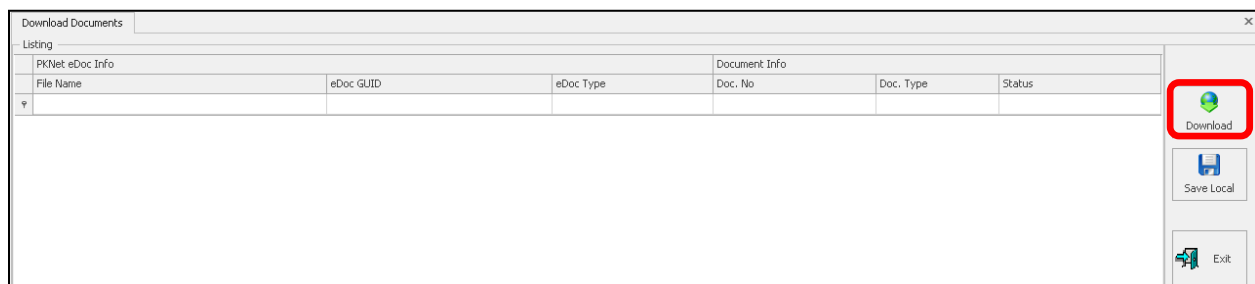 Download Documents
Listing
PKNet eDoc Info Document Info
File Name eDoc GUID eDoc Type Doc. No Doc. Type Status
Download
Save Local
Exit